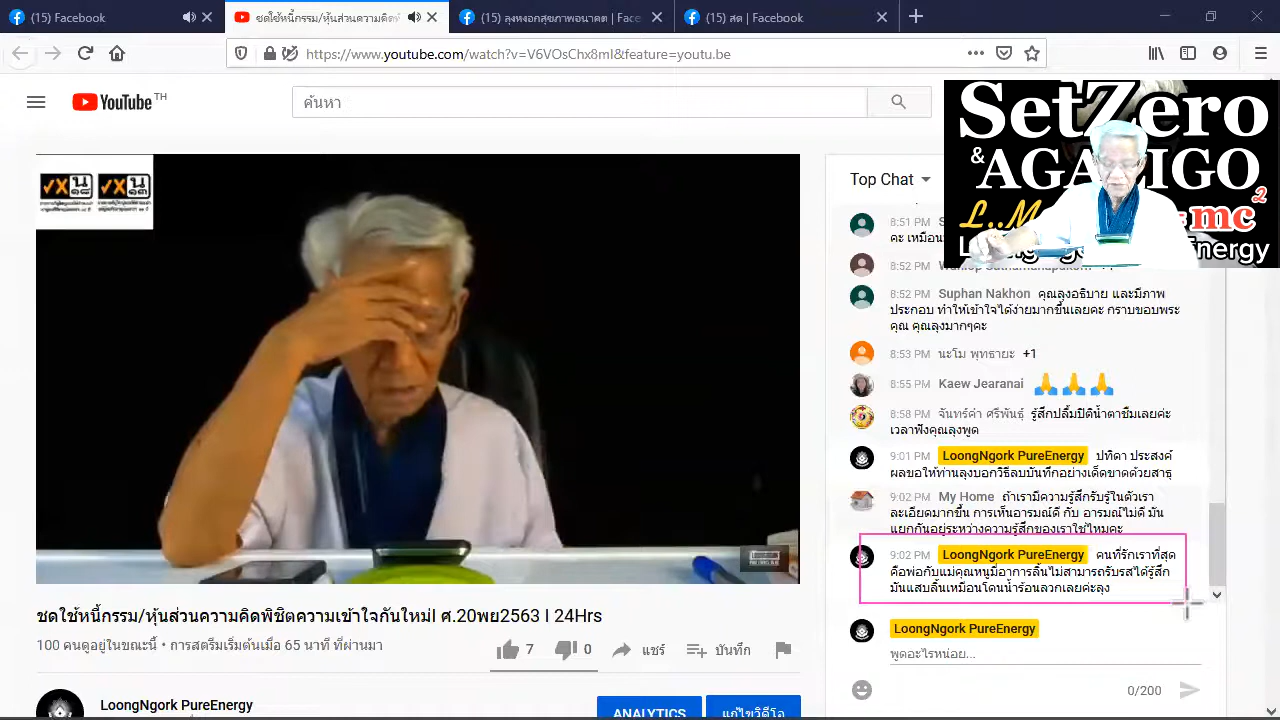 (15) Facebook
ชดใช้หนี้กรรม/หุ้นส่วนความคิดพิชิต
(15) ลุงหงอกสุขภาพอนาคต | Face
(15) สด | Facebook
https://www.youtube.com/watch?v=V6VOsChx8mI&feature=youtu.be
YouTube TH
ค้นหา
SetZero
&
L..M
mc2
Energy
Top Chat
8:51 PM
คะ เหมือน
8:52 PM
+1
8:52 PM Suphan Nakhon คุณลุงอธิบาย และมีภาพ
ประกอบ ทำให้เข้าใจได้ง่ายมากขึ้นเลยคะ กราบขอบพระ
คุณ คุณลุงมากๆคะ
8:53 PM นะโม พุทธายะ +1
8:55 PM Kaew Jearanai 🙏🙏🙏
8:58 PM จันทร์คำ ศรีพันธุ์ รู้สึกปลื้มปิติน้ำตาซึมเลยค่ะ
เวลาฟังคุณลุงพูด
9:01 PM LoongNgork PureEnergy ปทิดา ประสงค์
ผลขอให้ท่านลุงบอกวิธีลบบันทึกอย่างเด็ดขาดด้วยสาธุ
9:02 PM My Home ถ้าเรามีความรู้สึกรับรู้ในตัวเรา
ละเอียดมากขึ้น การเห็นอารมณ์ดี กับ อารมณ์ไม่ดี มัน
แยกกันอยู่ระหว่างความรู้สึกของเราใช่ไหมคะ
9:02 PM LoongNgork PureEnergy คนที่รักเราที่สุด
คือพ่อกับแม่คุณหนูมีอาการลิ้นไม่สามารถรับรสได้รู้สึก
มันแสบลิ้นเหมือนโดนน้ำร้อนลวกเลยค่ะลุง
LoongNgork PureEnergy
พูดอะไรหน่อย...
0/200
ชดใช้หนี้กรรม/หุ้นส่วนความคิดพิชิตความเข้าใจกันใหม่! ศ.20พย2563 l 24Hrs
100 คนดูอยู่ในขณะนี้ • การสตรีมเริ่มต้นเมื่อ 65 นาที ที่ผ่านมา
7
0
แชร์
บันทึก
LoongNgork PureEnergy
ANALYTICS
แก้ไขวิดีโอ